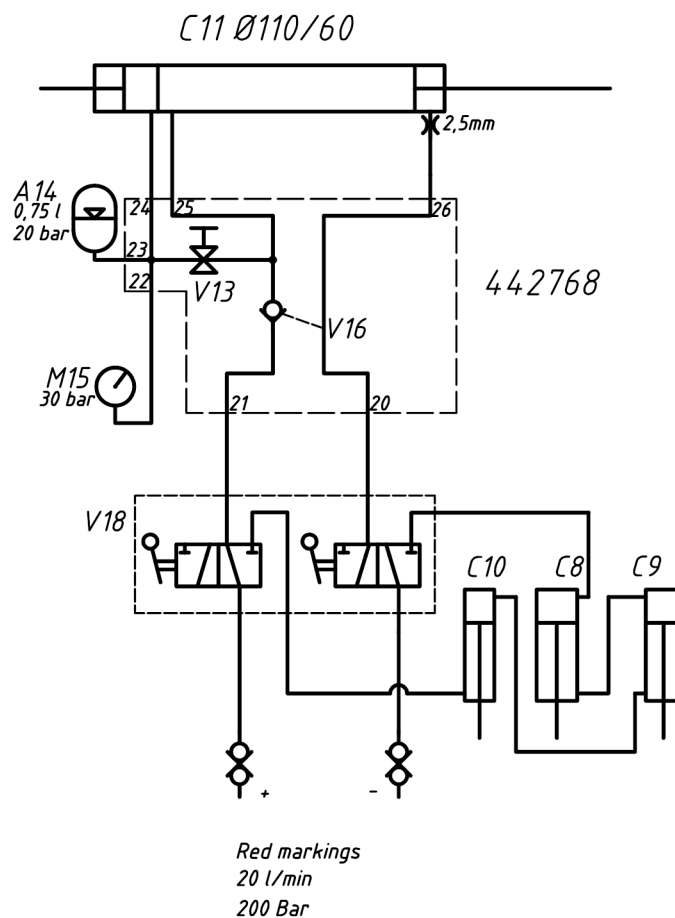 C11 Ø110/60
2,5mm
A14
0,75 l
20 bar
24
25
26
23
22
V13
442768
V16
M15
30 bar
21
20
V18
C10
C8
C9
+
-
Red markings
20 l/min
200 Bar